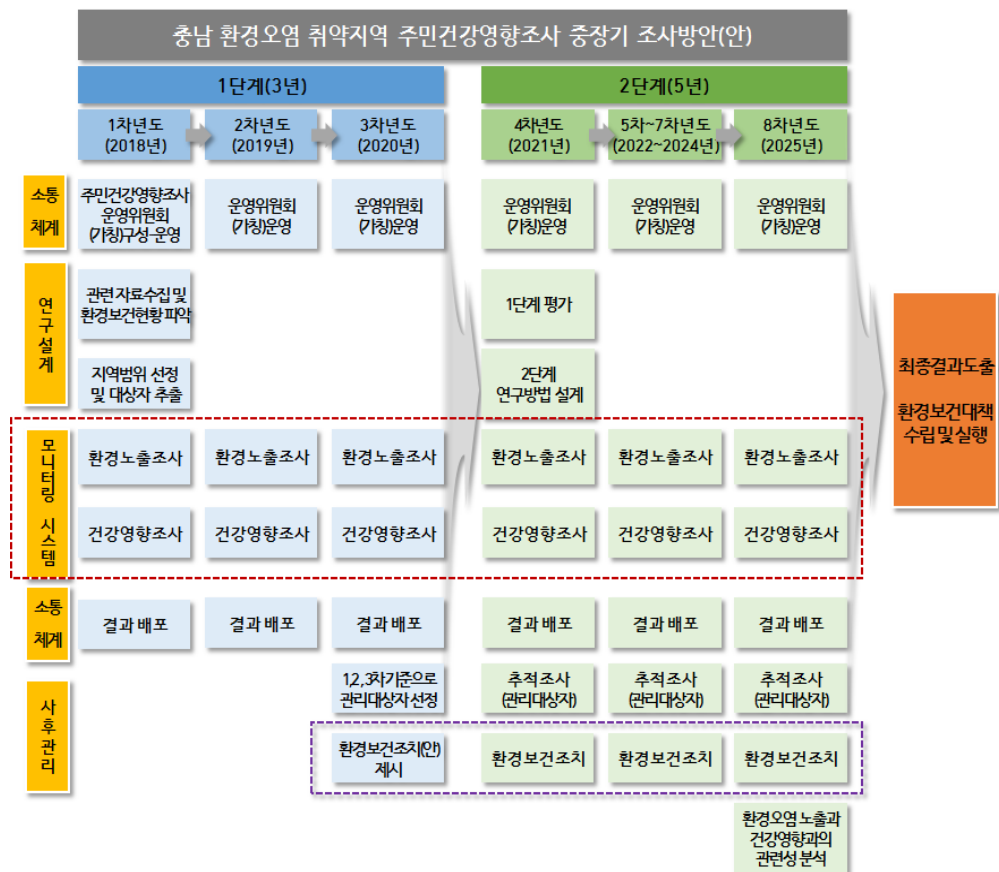 충남 환경오염 취약지역 주민건강영향조사 중장기 조사방안(안)
1단계(3년)
2단계(5년)
1차년도
(2018년)
2차년도
(2019년)
3차년도
(2020년)
4차년도
(2021년)
5차~7차년도
(2022~2024년)
8차년도
(2025년)
소통
체계
주민건강영향조사
운영위원회
(가칭)구성·운영
운영위원회
(가칭)운영
운영위원회
(가칭)운영
운영위원회
(가칭)운영
운영위원회
(가칭)운영
운영위원회
(가칭)운영
연구설계
관련 자료수집 및
환경보건현황 파악
1단계 평가
지역범위 선정
및 대상자 추출
2단계
연구방법 설계
모니터링 시스템
환경노출조사
환경노출조사
환경노출조사
환경노출조사
환경노출조사
환경노출조사
건강영향조사
건강영향조사
건강영향조사
건강영향조사
건강영향조사
건강영향조사
소통
체계
결과 배포
결과 배포
결과 배포
결과 배포
결과 배포
결과 배포
사후관리
1,2,3차기준으로
관리대상자 선정
추적조사
(관리대상자)
추적조사
(관리대상자)
추적조사
(관리대상자)
환경보건조치(안)
제시
환경보건조치
환경보건조치
환경보건조치
환경오염 노출과
건강영향과의
관련성 분석
최종결과도출
환경보건대책
수립 및 실행